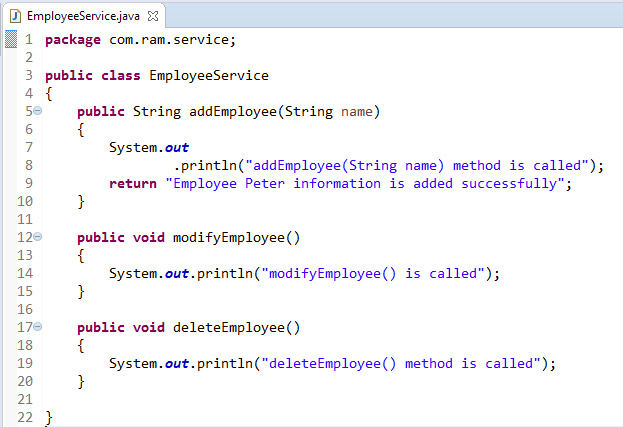 EmployeeService.java
1 package com.ram.service;
2
3 public class EmployeeService
4 {
5 public String addEmployee(String name)
6 {
7 System.out
8 .println("addEmployee(String name) method is called");
9 return "Employee Peter information is added successfully";
10 }
11
12 public void modifyEmployee()
13 {
14 System.out.println("modifyEmployee() is called");
15 }
16
17 public void deleteEmployee()
18 {
19 System.out.println("deleteEmployee() method is called");
20 }
21
22 }